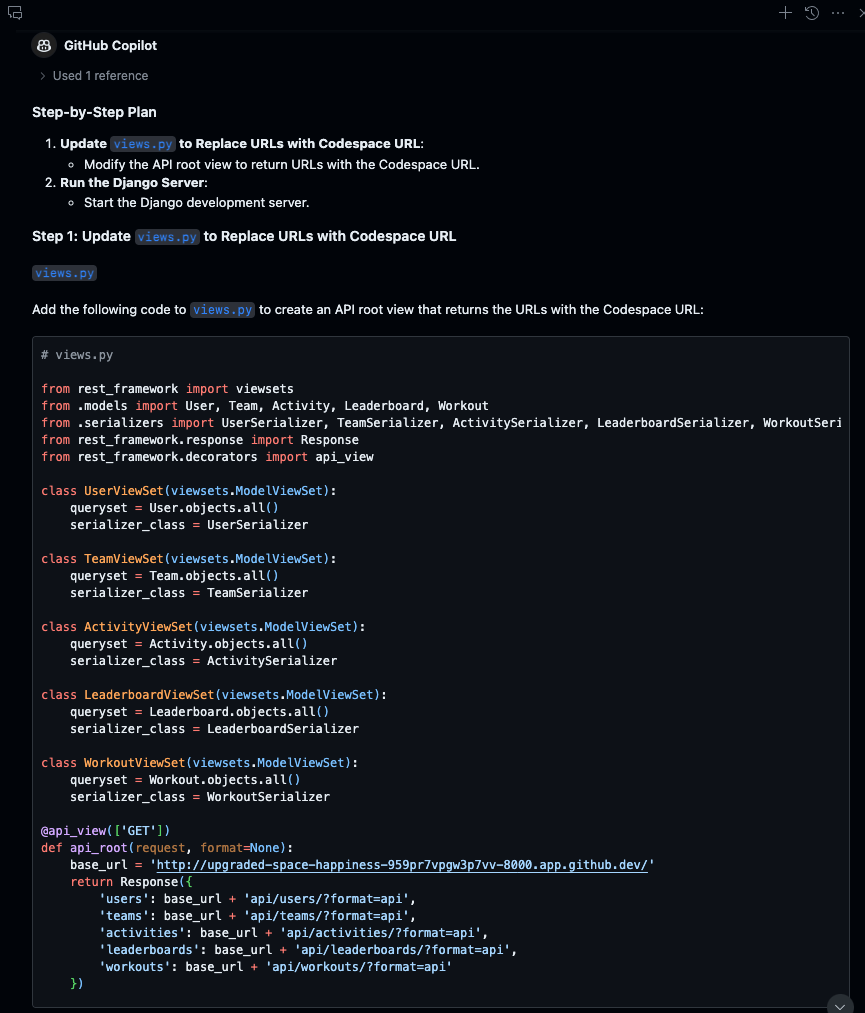 GitHub Copilot
Used 1 reference
Step-by-Step Plan
1. Update views.py to Replace URLs with Codespace URL:
Modify the API root view to return URLs with the Codespace URL.
2. Run the Django Server:
Start the Django development server.
Step 1: Update views.py to Replace URLs with Codespace URL
views.py
Add the following code to views.py to create an API root view that returns the URLs with the Codespace URL:
# views.py
from rest_framework import viewsets
from .models import User, Team, Activity, Leaderboard, Workout
from .serializers import UserSerializer, TeamSerializer, ActivitySerializer, LeaderboardSerializer, WorkoutSeri
from rest_framework.response import Response
from rest_framework.decorators import api_view
class UserViewSet(viewsets.ModelViewSet):
    queryset = User.objects.all()
    serializer_class = UserSerializer
class TeamViewSet(viewsets.ModelViewSet):
    queryset = Team.objects.all()
    serializer_class = TeamSerializer
class ActivityViewSet(viewsets.ModelViewSet):
    queryset = Activity.objects.all()
    serializer_class = ActivitySerializer
class LeaderboardViewSet(viewsets.ModelViewSet):
    queryset = Leaderboard.objects.all()
    serializer_class = LeaderboardSerializer
class WorkoutViewSet(viewsets.ModelViewSet):
    queryset = Workout.objects.all()
    serializer_class = WorkoutSerializer
@api_view(['GET'])
def api_root(request, format=None):
    base_url = 'http://upgraded-space-happiness-959pr7vpgw3p7vv-8000.app.github.dev/'
    return Response({
        'users': base_url + 'api/users/?format=api',
        'teams': base_url + 'api/teams/?format=api',
        'activities': base_url + 'api/activities/?format=api',
        'leaderboards': base_url + 'api/leaderboards/?format=api',
        'workouts': base_url + 'api/workouts/?format=api'
    })